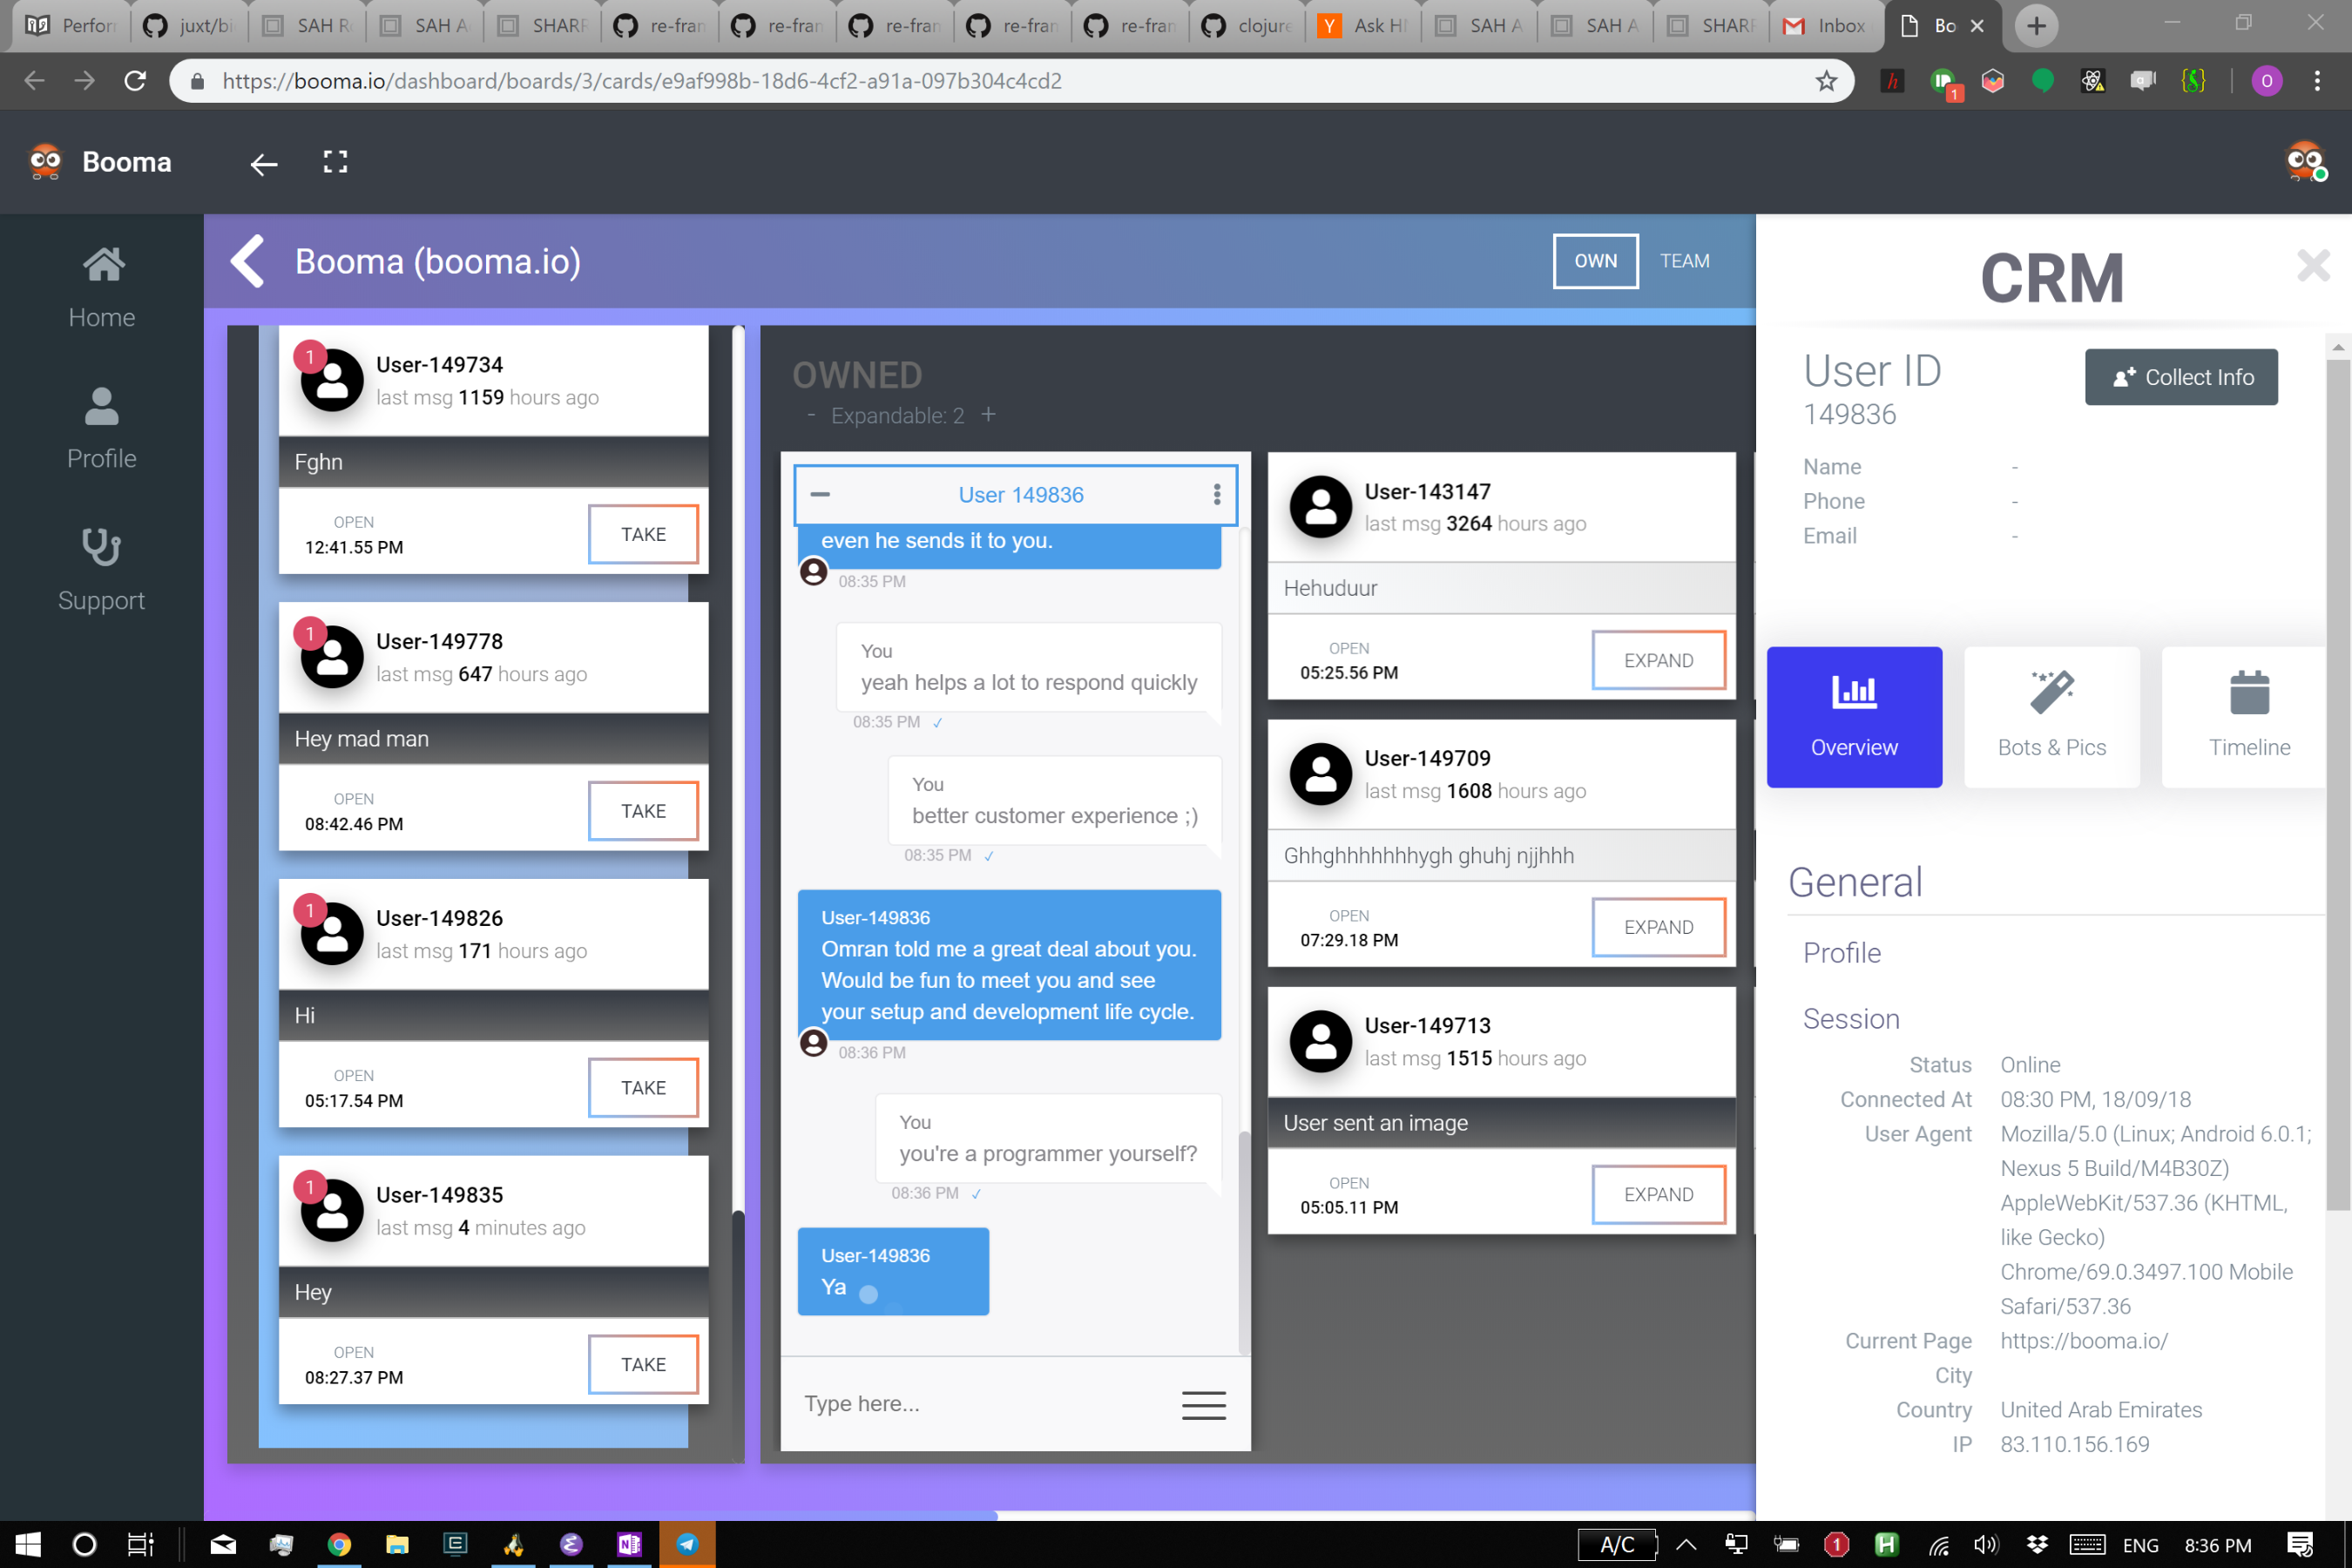 Perforr
juxt/bi
SAH R
SAH A
SHARP
re-fran
re-fran
re-fran
re-fran
re-fran
clojure
Ask H
SAH A
SAH A
SHARP
Inbox
Bo
https://booma.io/dashboard/boards/3/cards/e9af998b-18d6-4cf2-a91a-097b304c4cd2
1
O
Booma
Home
Profile
Support
Booma (booma.io)
OWN
TEAM
1
User-149734
last msg 1159 hours ago
Fghn
OPEN
12:41.55 PM
TAKE
1
User-149778
last msg 647 hours ago
Hey mad man
OPEN
08:42.46 PM
TAKE
1
User-149826
last msg 171 hours ago
Hi
OPEN
05:17.54 PM
TAKE
1
User-149835
last msg 4 minutes ago
Hey
OPEN
08:27.37 PM
TAKE
OWNED
- Expandable: 2 +
User 149836
even he sends it to you.
08:35 PM
You
yeah helps a lot to respond quickly
08:35 PM ✓
You
better customer experience ;)
08:35 PM ✓
User-149836
Omran told me a great deal about you.
Would be fun to meet you and see
your setup and development life cycle.
08:36 PM
You
you're a programmer yourself?
08:36 PM ✓
User-149836
Ya
Type here...
User-143147
last msg 3264 hours ago
Hehuduur
OPEN
05:25.56 PM
EXPAND
User-149709
last msg 1608 hours ago
Ghhghhhhhhhygh ghuhj njjhhh
OPEN
07:29.18 PM
EXPAND
User-149713
last msg 1515 hours ago
User sent an image
OPEN
05:05.11 PM
EXPAND
CRM
User ID
149836
Collect Info
Name -
Phone -
Email -
Overview
Bots & Pics
Timeline
General
Profile
Session
Status Online
Connected At 08:30 PM, 18/09/18
User Agent Mozilla/5.0 (Linux; Android 6.0.1;
Nexus 5 Build/M4B30Z)
AppleWebKit/537.36 (KHTML,
like Gecko)
Chrome/69.0.3497.100 Mobile
Safari/537.36
Current Page https://booma.io/
City
Country United Arab Emirates
IP 83.110.156.169
A/C
1
ENG
8:36 PM